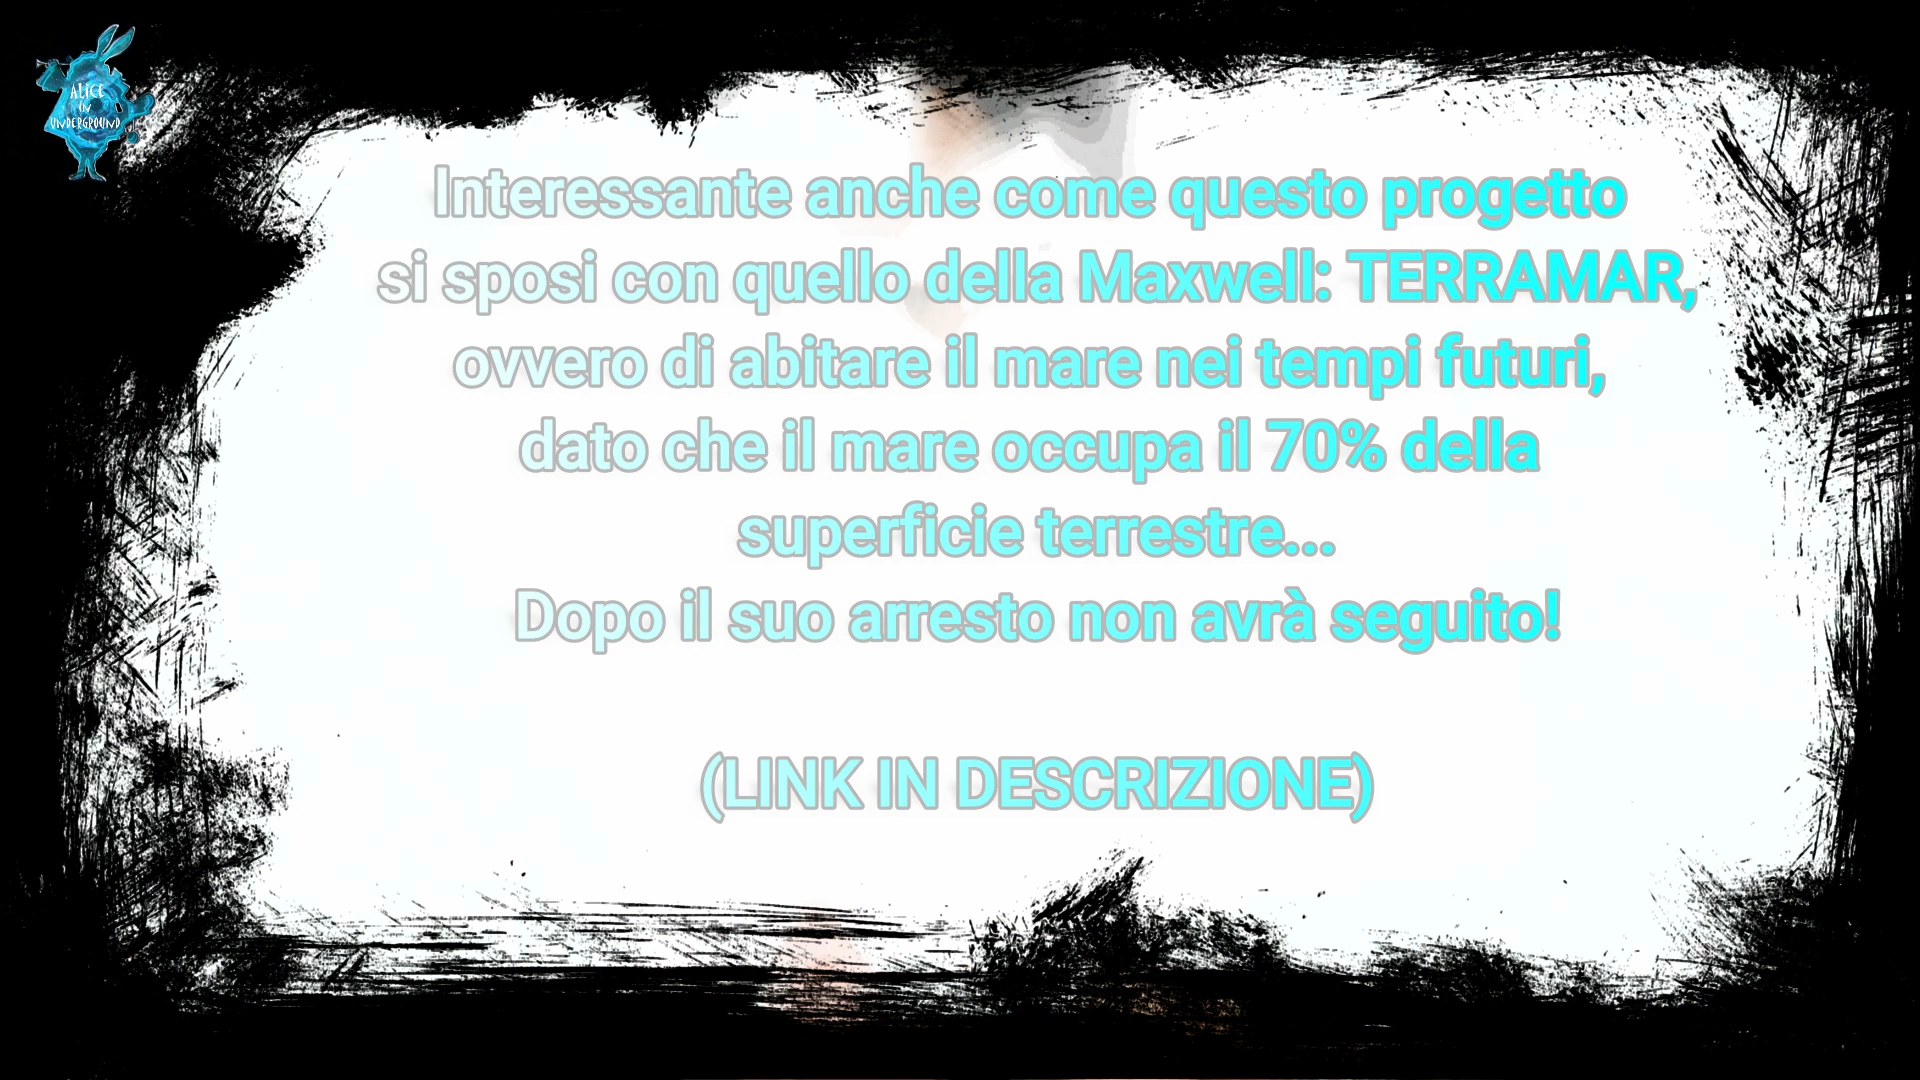 ALICE
IN
UNDERGROUND
Interessante anche come questo progetto
si sposi con quello della Maxwell: TERRAMAR,
ovvero di abitare il mare nei tempi futuri,
dato che il mare occupa il 70% della
superficie terrestre...
Dopo il suo arresto non avrà seguito!
(LINK IN DESCRIZIONE)